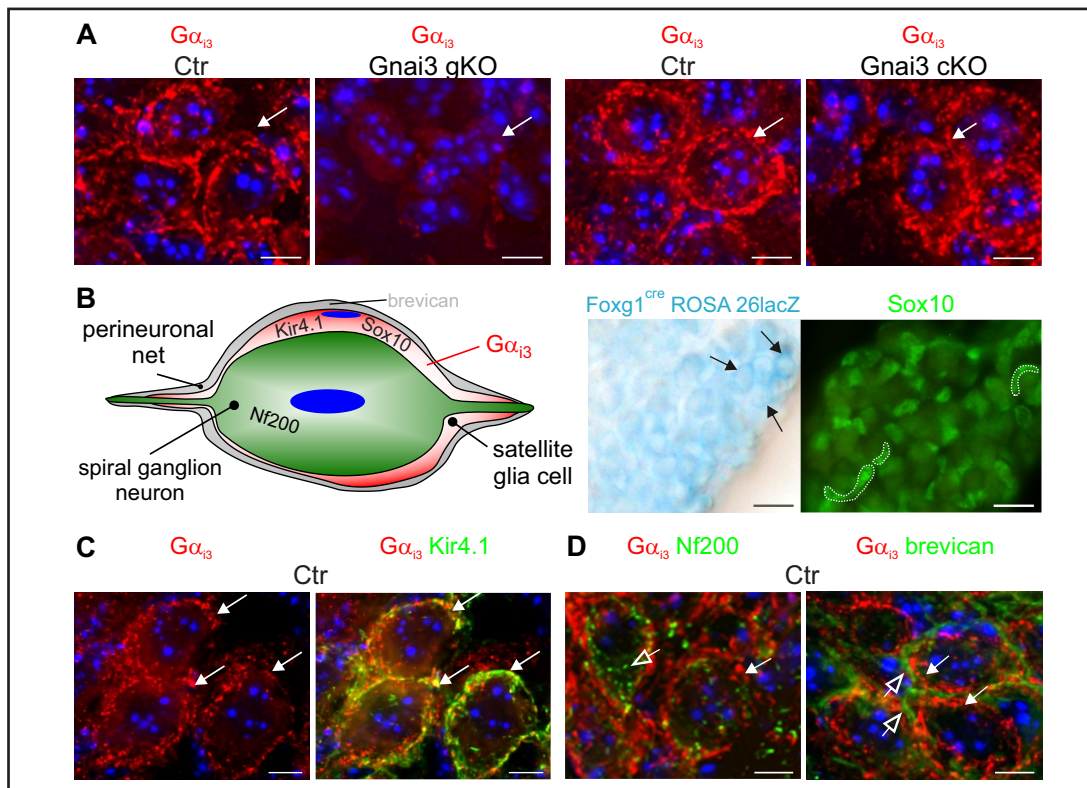 A
Gαi3 Gαi3 Gαi3 Gαi3
Ctr Gnai3 gKO Ctr Gnai3 cKO
B
brevican
perineuronal
net
Kir4.1 Sox10
Gαi3
Nf200
spiral ganglion
neuron
satellite
glia cell
Foxg1cre ROSA 26lacZ Sox10
C Gαi3 Gαi3 Kir4.1
Ctr
D Gαi3 Nf200 Gαi3 brevican
Ctr